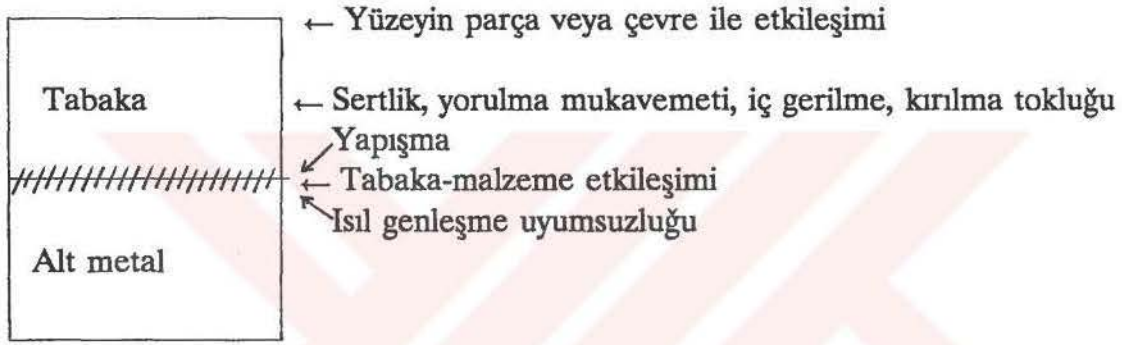 ← Yüzeyin parça veya çevre ile etkileşimi
Tabaka
← Sertlik, yorulma mukavemeti, iç gerilme, kırılma tokluğu
Yapışma
← Tabaka-malzeme etkileşimi
Isıl genleşme uyumsuzluğu
Alt metal